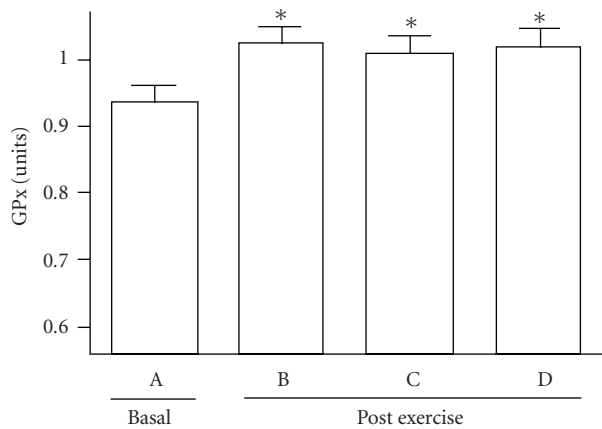 GPx (units)
1
0.9
0.8
0.7
0.6
* * *
A B C D
Basal Post exercise